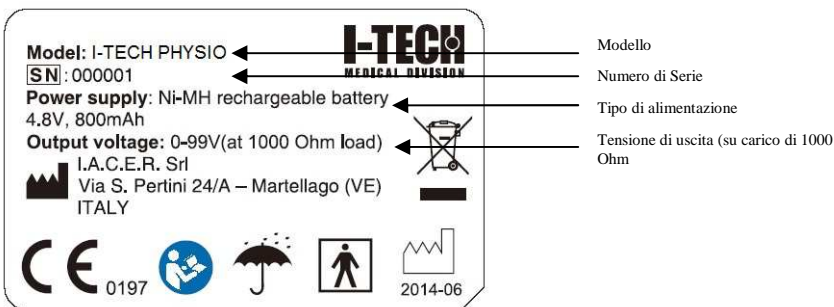 Model: I-TECH PHYSIO
I-TECH
MEDICAL DIVISION
SN:000001
Power supply: Ni-MH rechargeable battery
4.8V, 800mAh
Output voltage: 0-99V(at 1000 Ohm load)
I.A.C.E.R. Srl
Via S. Pertini 24/A – Martellago (VE)
ITALY
CE 0197
2014-06
Modello
Numero di Serie
Tipo di alimentazione
Tensione di uscita (su carico di 1000
Ohm